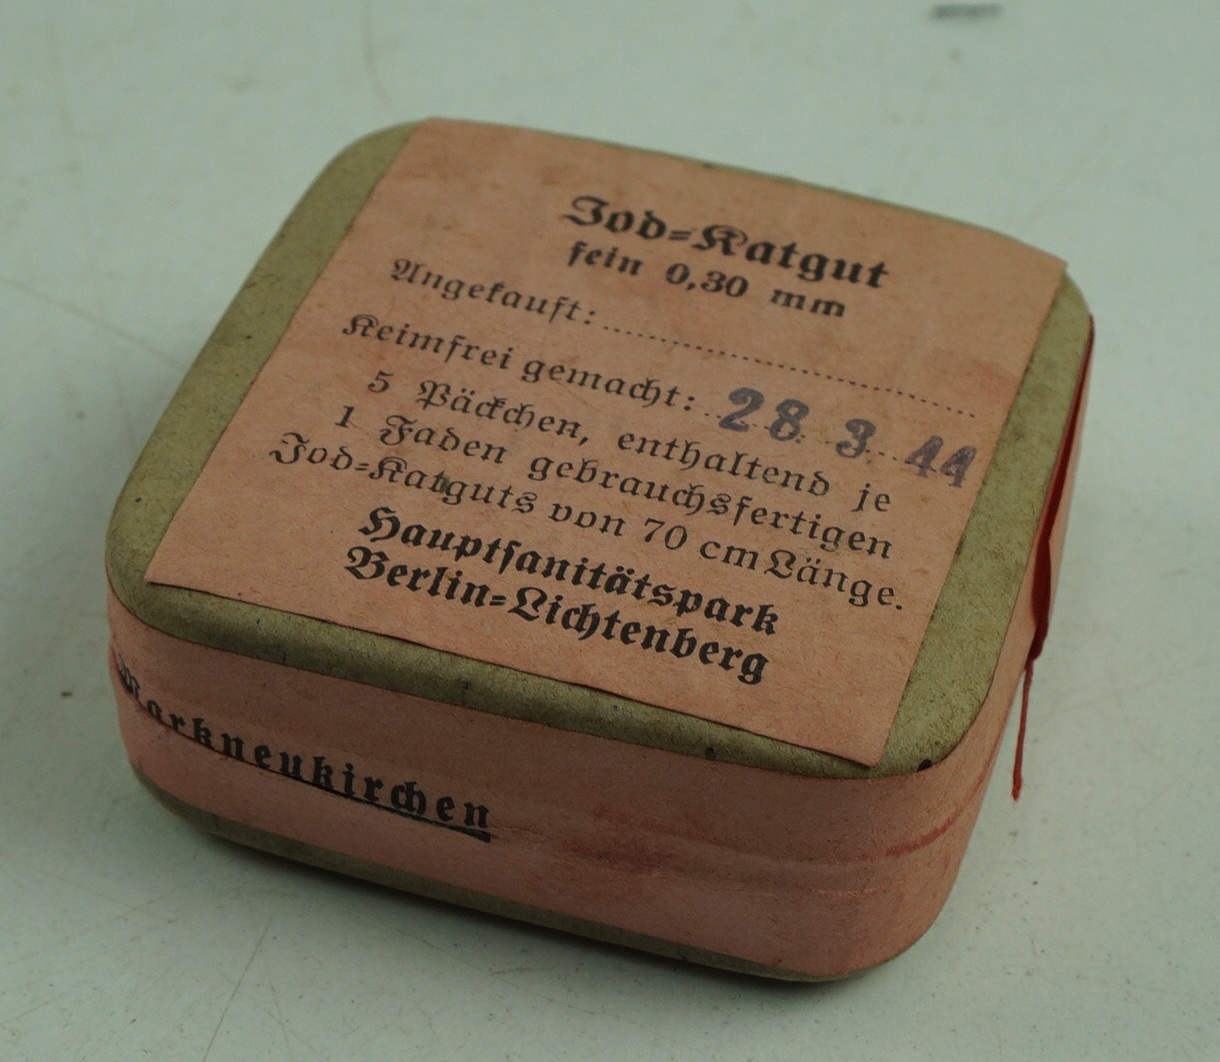 Jod=Katgut
fein 0,30 mm
Angekauft:
Keimfrei gemacht: 28. 3. 44
5 Päckchen, enthaltend je
1 Faden gebrauchsfertigen
Jod=Katguts von 70 cm Länge.
Hauptsanitätspark
Berlin=Lichtenberg
Markneukirchen